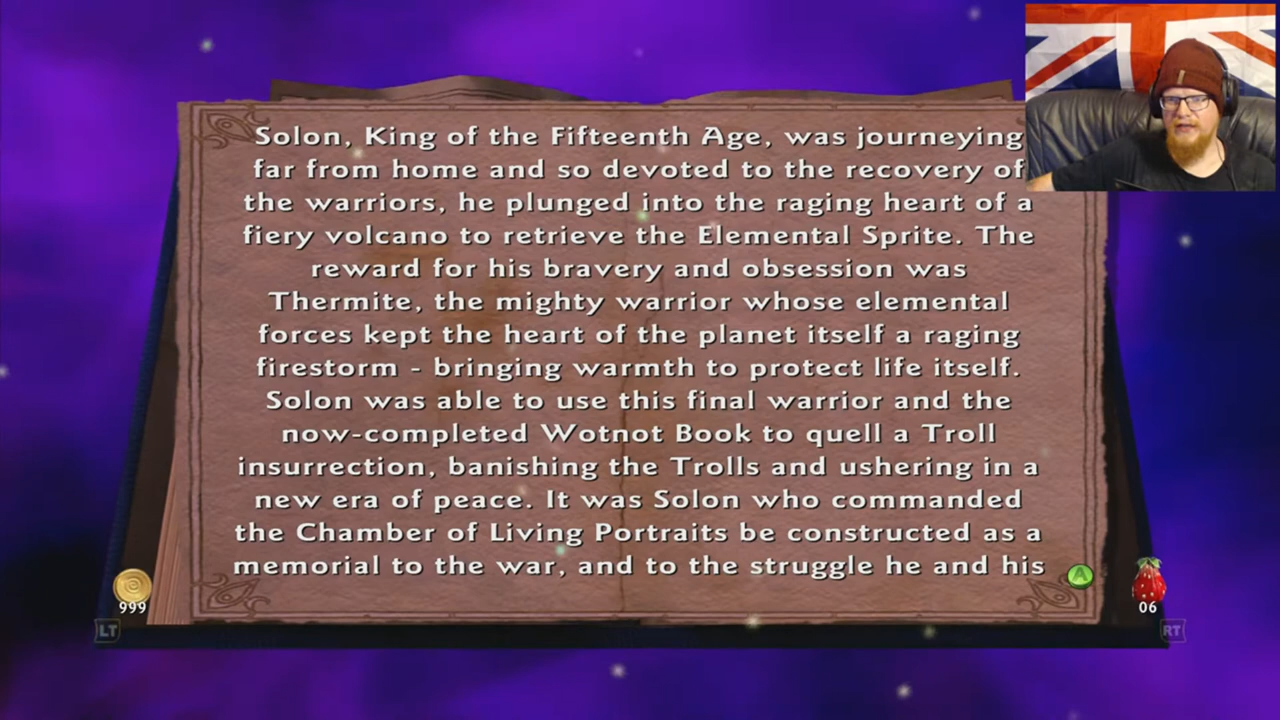 Solon, King of the Fifteenth Age, was journeying
far from home and so devoted to the recovery of
the warriors, he plunged into the raging heart of a
fiery volcano to retrieve the Elemental Sprite. The
reward for his bravery and obsession was
Thermite, the mighty warrior whose elemental
forces kept the heart of the planet itself a raging
firestorm - bringing warmth to protect life itself.
Solon was able to use this final warrior and the
now-completed Wotnot Book to quell a Troll
insurrection, banishing the Trolls and ushering in a
new era of peace. It was Solon who commanded
the Chamber of Living Portraits be constructed as a
memorial to the war, and to the struggle he and his
A
999
06
LT
RT